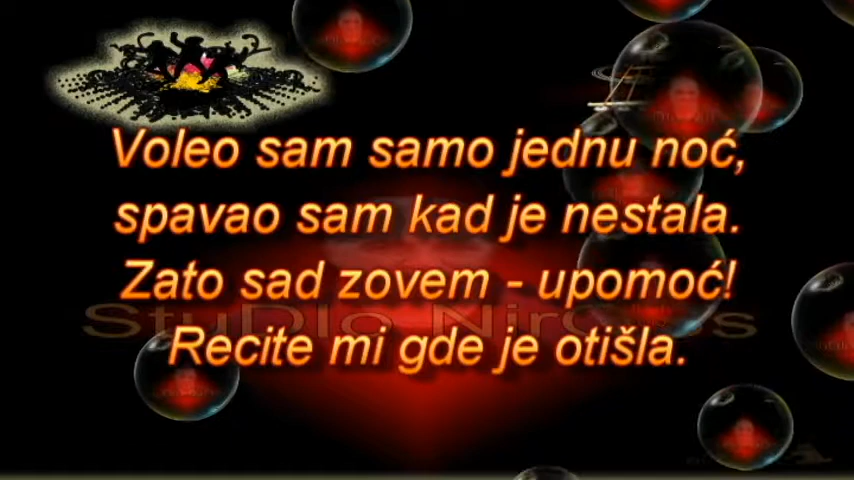 Voleo sam samo jednu noć,
spavao sam kad je nestala.
Zato sad zovem - upomoć!
Recite mi gde je otišla.